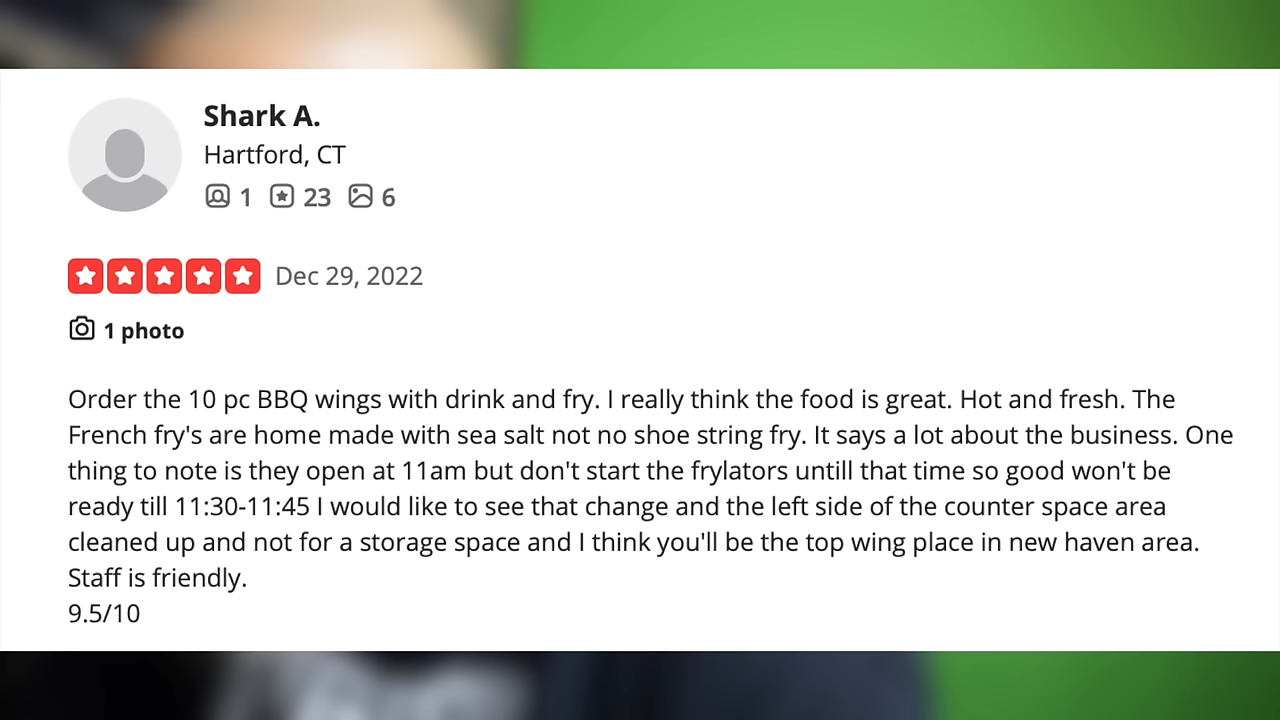 Shark A.
Hartford, CT
1 23 6
Dec 29, 2022
1 photo
Order the 10 pc BBQ wings with drink and fry. I really think the food is great. Hot and fresh. The
French fry's are home made with sea salt not no shoe string fry. It says a lot about the business. One
thing to note is they open at 11am but don't start the frylators untill that time so good won't be
ready till 11:30-11:45 I would like to see that change and the left side of the counter space area
cleaned up and not for a storage space and I think you'll be the top wing place in new haven area.
Staff is friendly.
9.5/10